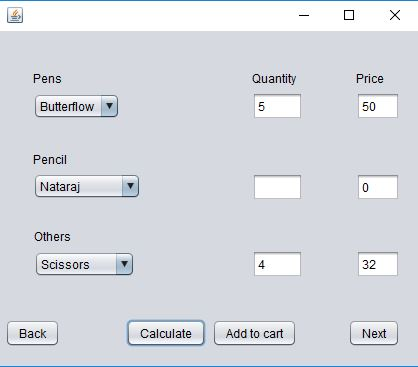 Pens Quantity Price
Butterflow 5 50
Pencil
Nataraj 0
Others
Scissors 4 32
Back Calculate Add to cart Next